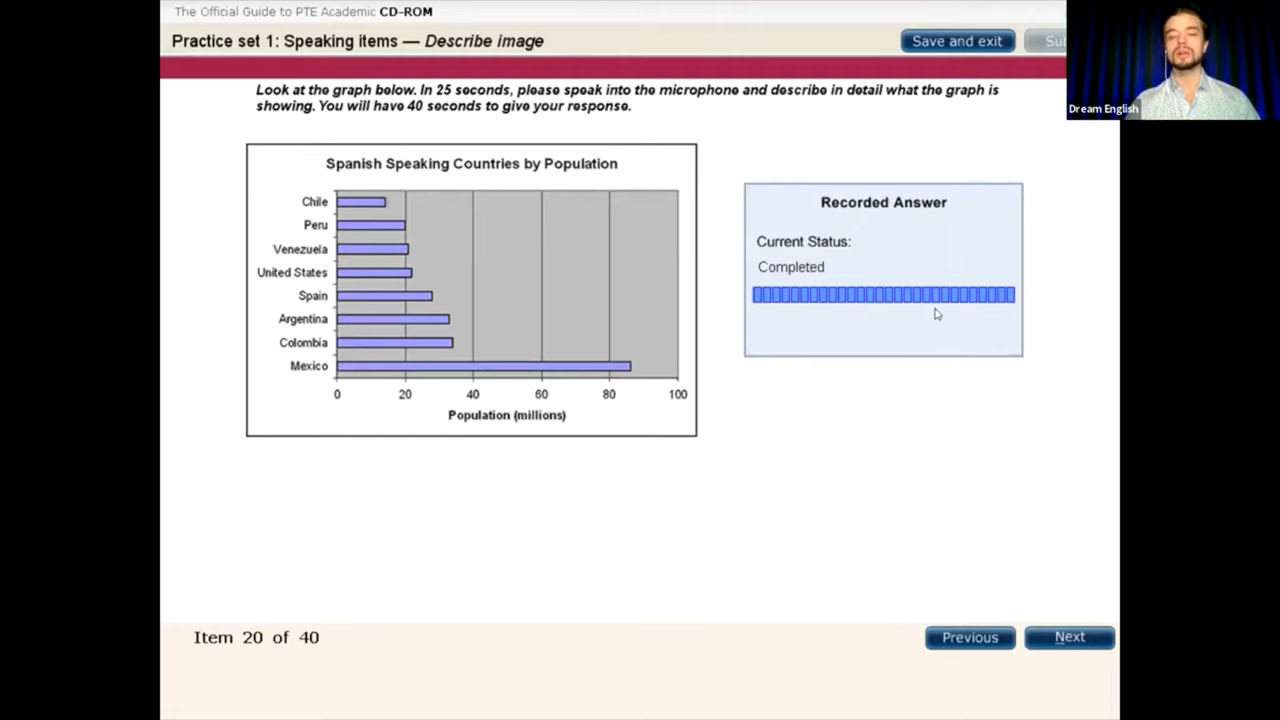 The Official Guide to PTE Academic CD-ROM
Practice set 1: Speaking items — Describe image
Save and exit
Look at the graph below. In 25 seconds, please speak into the microphone and describe in detail what the graph is
showing. You will have 40 seconds to give your response.
Dream English
Spanish Speaking Countries by Population
Chile
Peru
Venezuela
United States
Spain
Argentina
Colombia
Mexico
0 20 40 60 80 100
Population (millions)
Recorded Answer
Current Status:
Completed
Item 20 of 40
Previous
Next